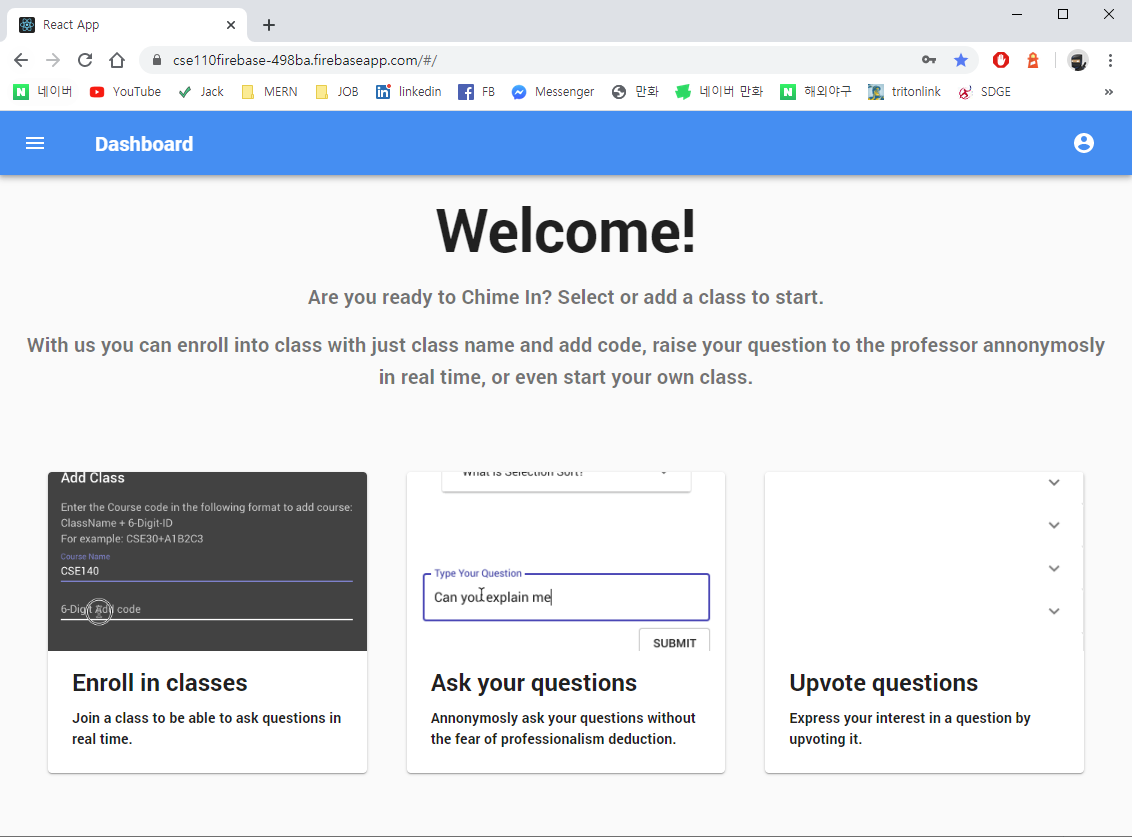 React App
cse110firebase-498ba.firebaseapp.com/#/
네이버 YouTube Jack MERN JOB linkedin FB Messenger 만화 네이버 만화 해외야구 tritonlink SDGE »
Dashboard
Welcome!
Are you ready to Chime In? Select or add a class to start.
With us you can enroll into class with just class name and add code, raise your question to the professor annonymosly
in real time, or even start your own class.
Add Class
Enter the Course code in the following format to add course:
ClassName + 6-Digit-ID
For example: CSE30+A1B2C3
Course Name
CSE140
6-Digit Add code
Enroll in classes
Join a class to be able to ask questions in
real time.
What is Selection Sort?
Type Your Question
Can you explain me
SUBMIT
Ask your questions
Annonymosly ask your questions without
the fear of professionalism deduction.
Upvote questions
Express your interest in a question by
upvoting it.